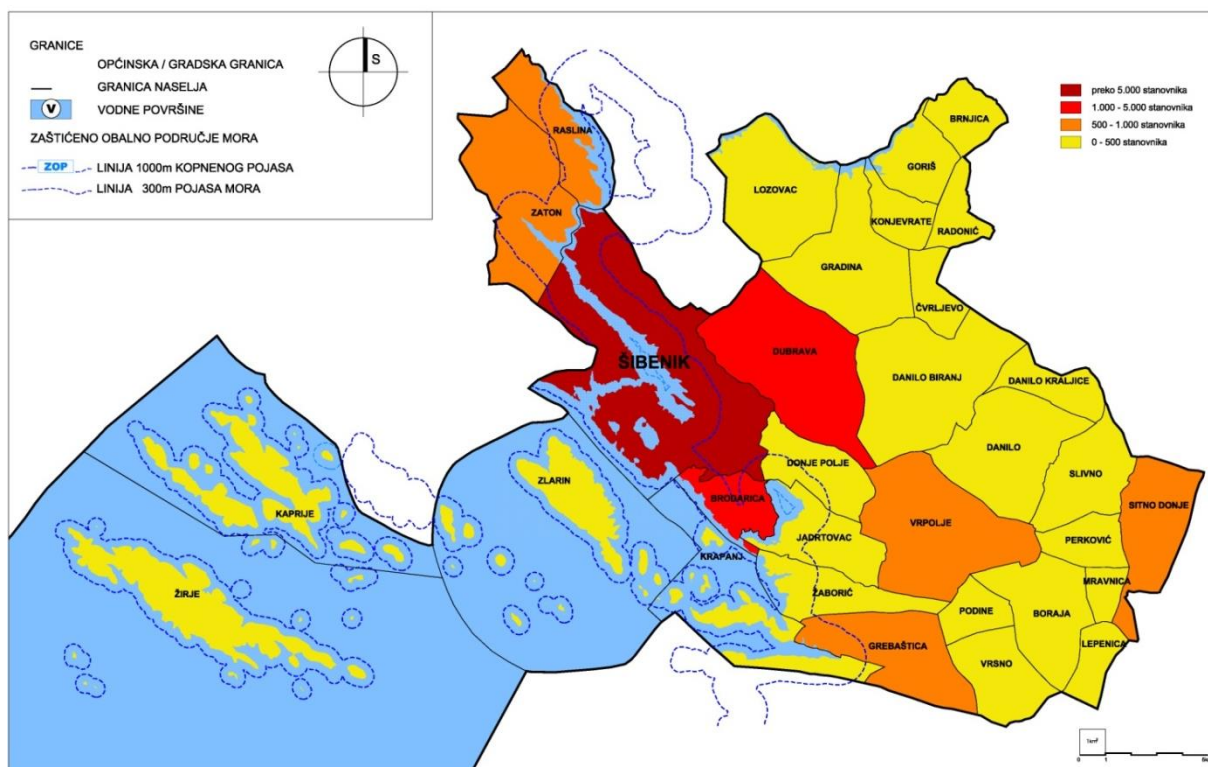 GRANICE
OPĆINSKA / GRADSKA GRANICA
GRANICA NASELJA
V
VODNE POVRŠINE
ZAŠTIĆENO OBALNO PODRUČJE MORA
ZOP
LINIJA 1000m KOPNENOG POJASA
LINIJA 300m POJASA MORA
S
preko 5.000 stanovnika
1.000 - 5.000 stanovnika
500 - 1.000 stanovnika
0 - 500 stanovnika
BRNJICA
RASLINA
GORIŠ
LOZOVAC
ZATON
KONJEVRATE
RADONIĆ
GRADINA
ČVRLJEVO
DUBRAVA
ŠIBENIK
DANILO BIRANJ
DANILO KRALJICE
DANILO
DONJE POLJE
SLIVNO
ZLARIN
BRODARICA
SITNO DONJE
KAPRIJE
VRPOLJE
JADRTOVAC
PERKOVIĆ
KRAPANJ
MRAVNICA
ŽIRJE
ŽABORIĆ
PODINE
BORAJA
GREBAŠTICA
LEPENICA
VRSNO
1km²
0 1